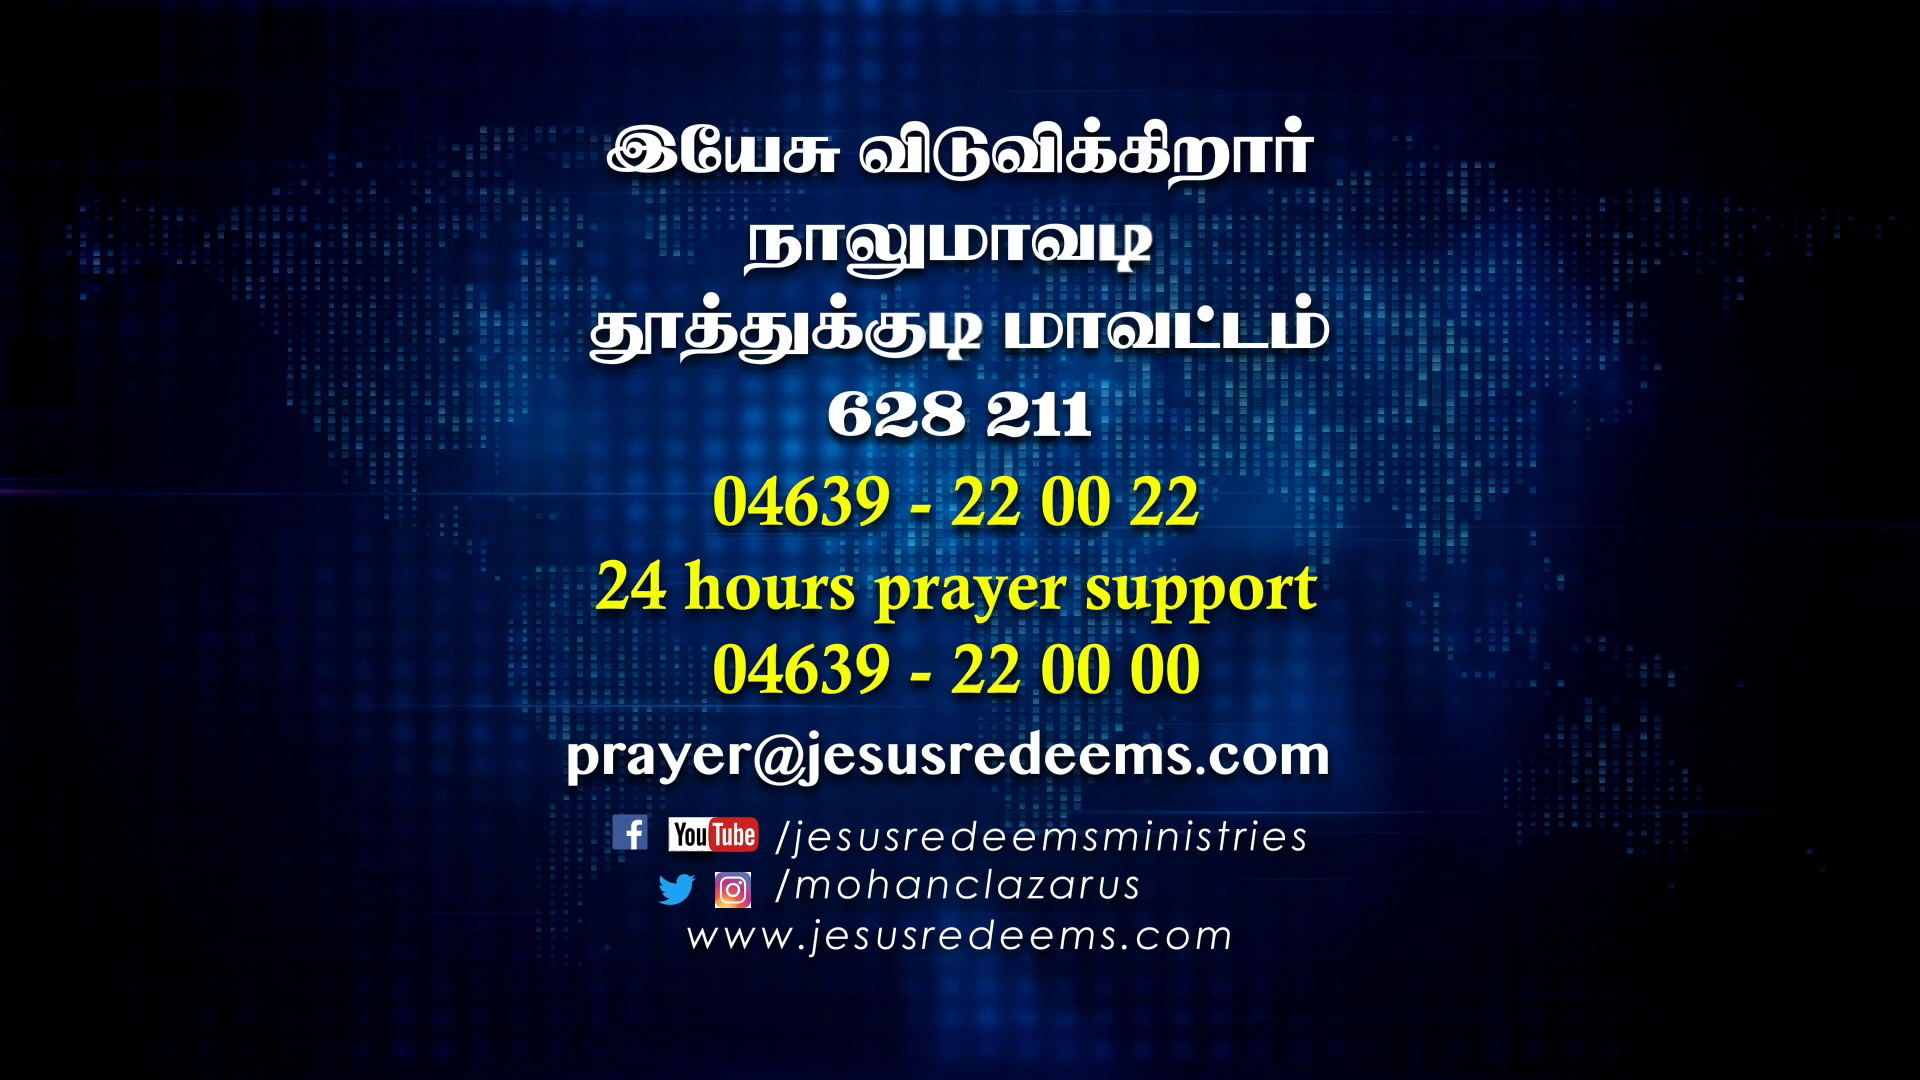 இயேசு விடுவிக்கிறார்
நாலுமாவடி
தூத்துக்குடி மாவட்டம்
628 211
04639 - 22 00 22
24 hours prayer support
04639 - 22 00 00
prayer@jesusredeems.com
f YouTube /jesusredeemsministries
/mohanclazarus
www.jesusredeems.com